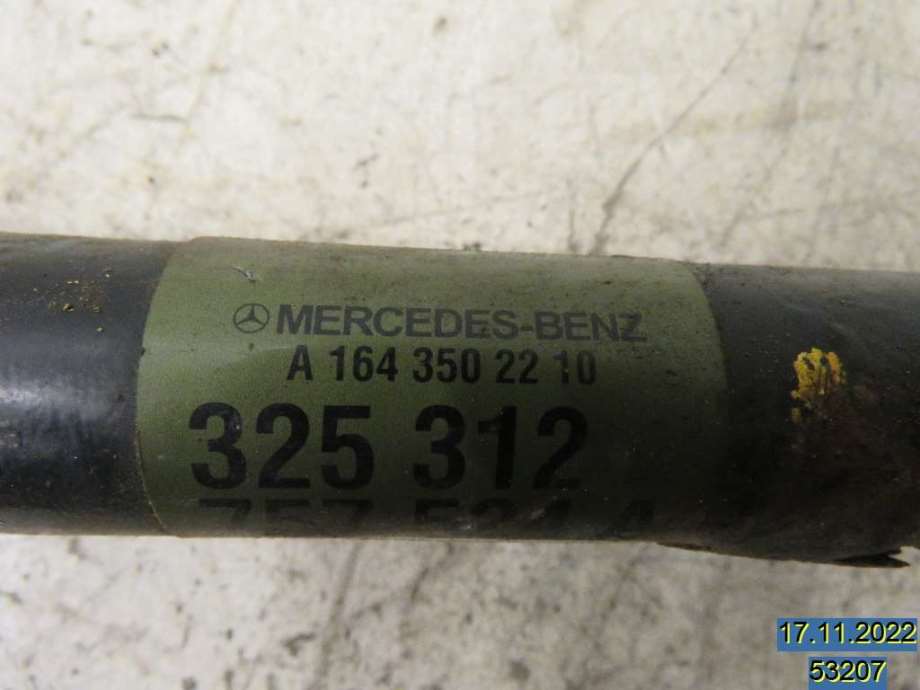 MERCEDES-BENZ
A 164 350 22 10
325 312
17.11.2022
53207